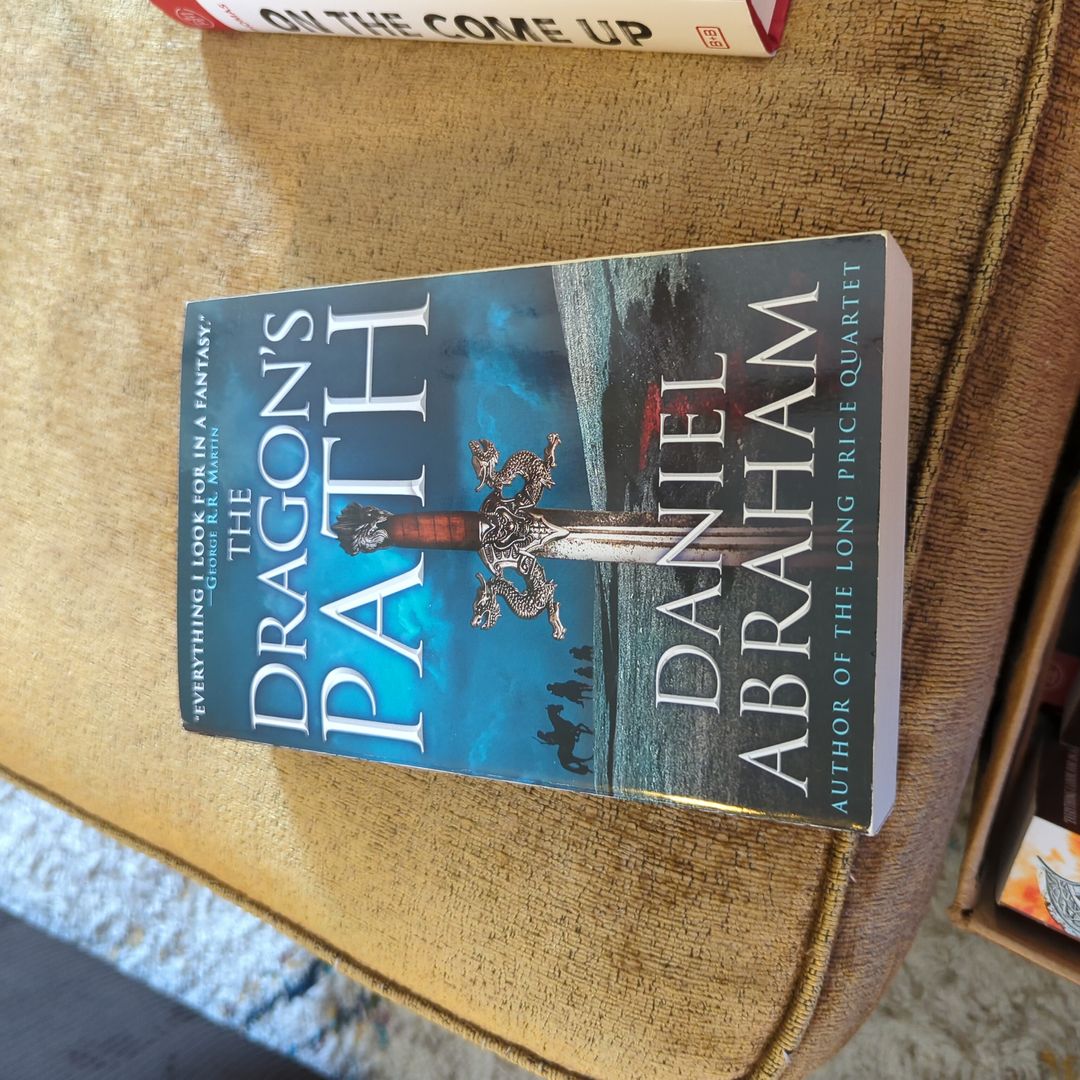 THOMAS
ON THE COME UP
B+B
"EVERYTHING I LOOK FOR IN A FANTASY."
—GEORGE R.R. MARTIN
THE
DRAGON'S
PATH
DANIEL
ABRAHAM
AUTHOR OF THE LONG PRICE QUARTET